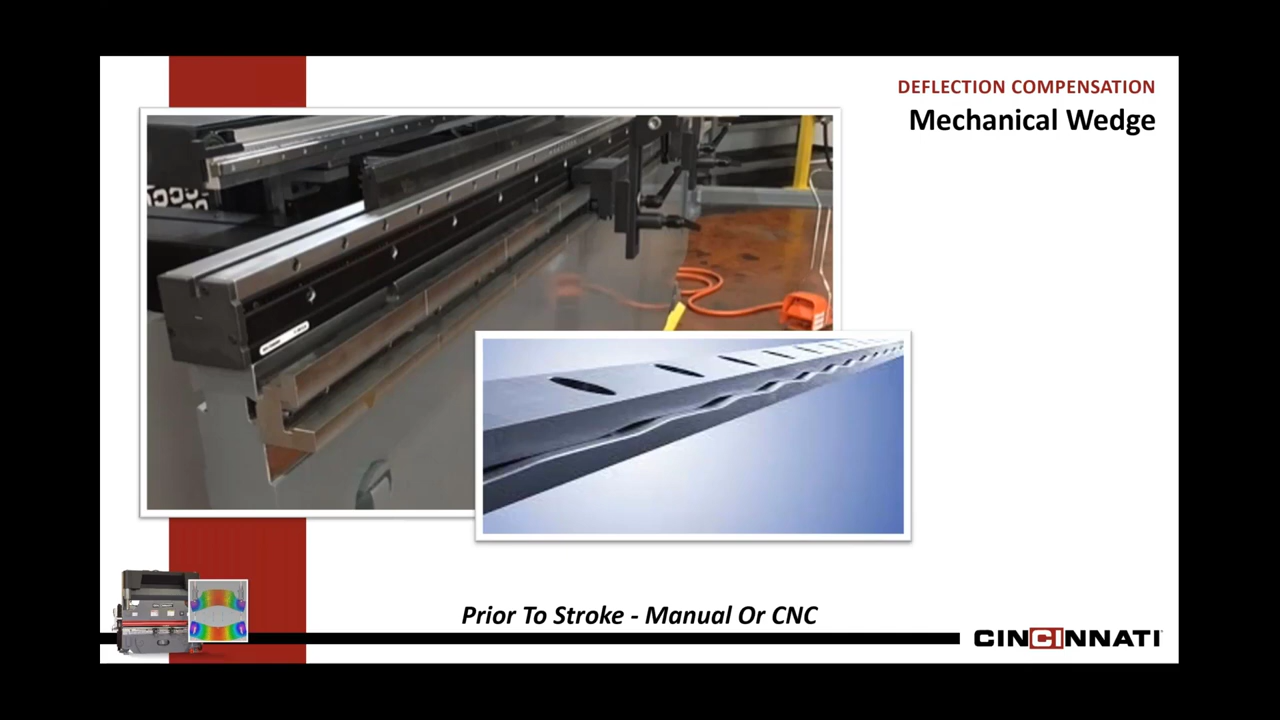 DEFLECTION COMPENSATION
Mechanical Wedge
Prior To Stroke - Manual Or CNC
CINCINNATI